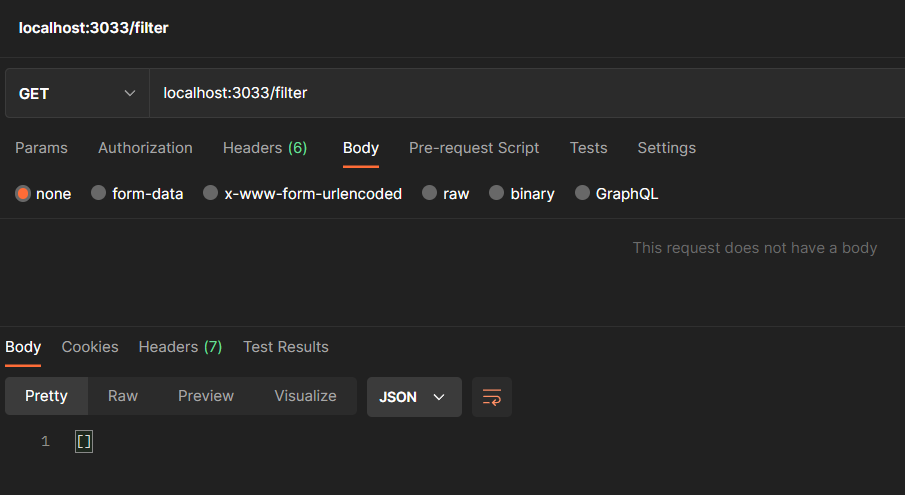 localhost:3033/filter
GET localhost:3033/filter
Params Authorization Headers (6) Body Pre-request Script Tests Settings
none form-data x-www-form-urlencoded raw binary GraphQL
This request does not have a body
Body Cookies Headers (7) Test Results
Pretty Raw Preview Visualize JSON
1 []